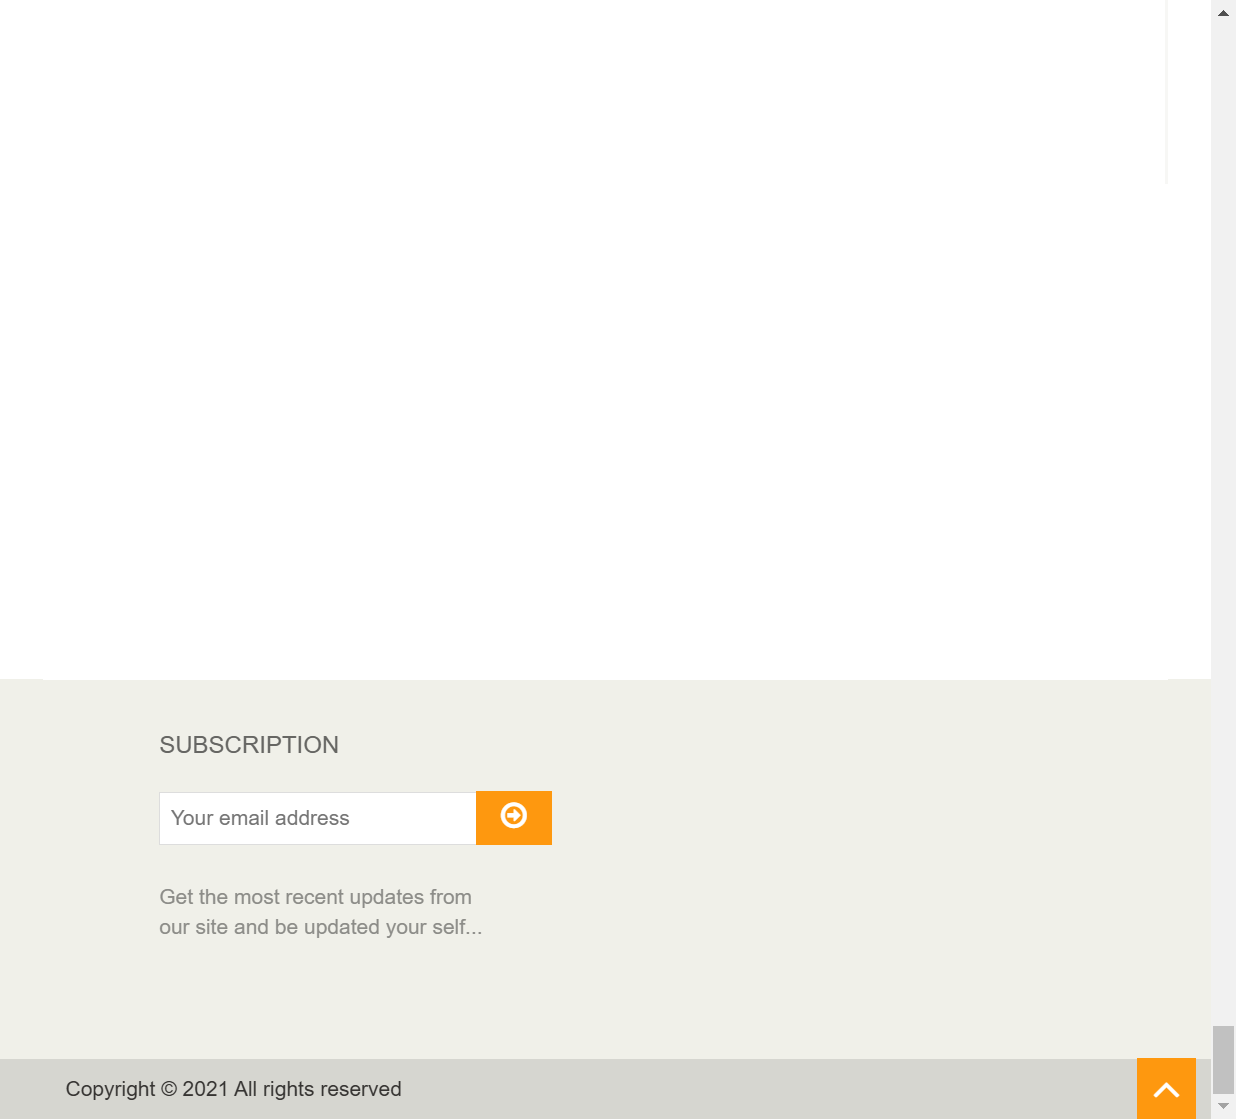 SUBSCRIPTION
Your email address
Get the most recent updates from
our site and be updated your self...
Copyright © 2021 All rights reserved